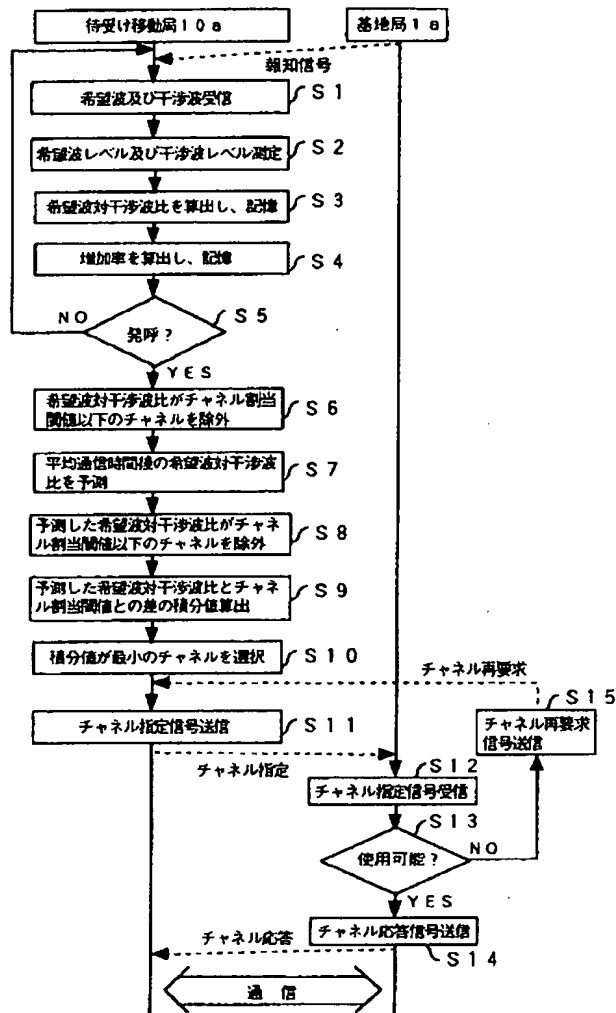 待受け移動局10a
基地局1a
報知信号
希望波及び干渉波受信
S1
希望波レベル及び干渉波レベル測定
S2
希望波対干渉波比を算出し、記憶
S3
増加率を算出し、記憶
S4
発呼?
S5
NO
YES
希望波対干渉波比がチャネル割当
閾値以下のチャネルを除外
S6
平均通信時間後の希望波対干渉波
比を予測
S7
予測した希望波対干渉波比がチャネ
ル割当閾値以下のチャネルを除外
S8
予測した希望波対干渉波比とチャネ
ル割当閾値との差の積分値算出
S9
積分値が最小のチャネルを選択
S10
チャネル再要求
S15
チャネル再要求
信号送信
チャネル指定信号送信
S11
チャネル指定
S12
チャネル指定信号受信
S13
使用可能?
NO
YES
チャネル応答信号送信
チャネル応答
S14
通信